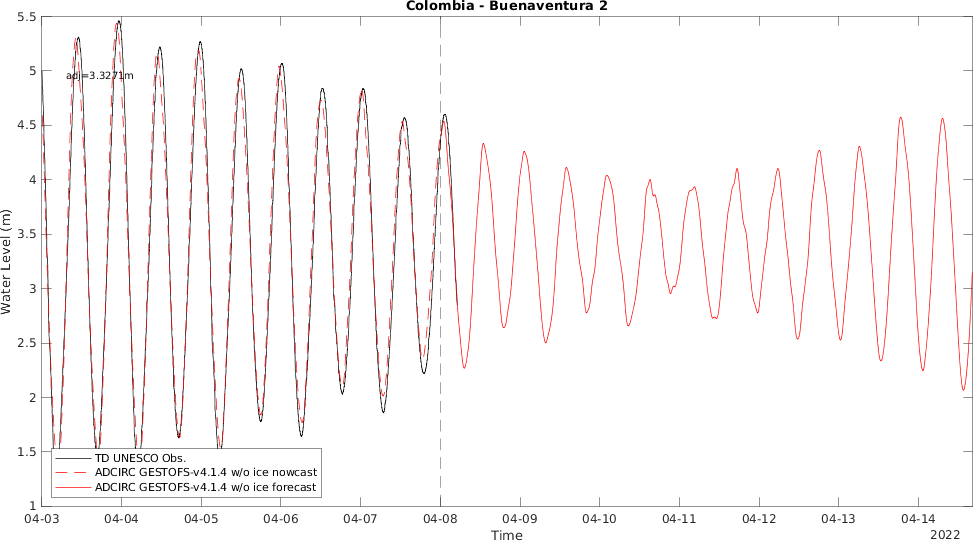 Colombia - Buenaventura 2
5.5
5
4.5
4
3.5
3
2.5
2
1.5
1
Water Level (m)
adj=3.3271m
TD UNESCO Obs.
ADCIRC GESTOFS-v4.1.4 w/o ice nowcast
ADCIRC GESTOFS-v4.1.4 w/o ice forecast
04-03 04-04 04-05 04-06 04-07 04-08 04-09 04-10 04-11 04-12 04-13 04-14
Time
2022